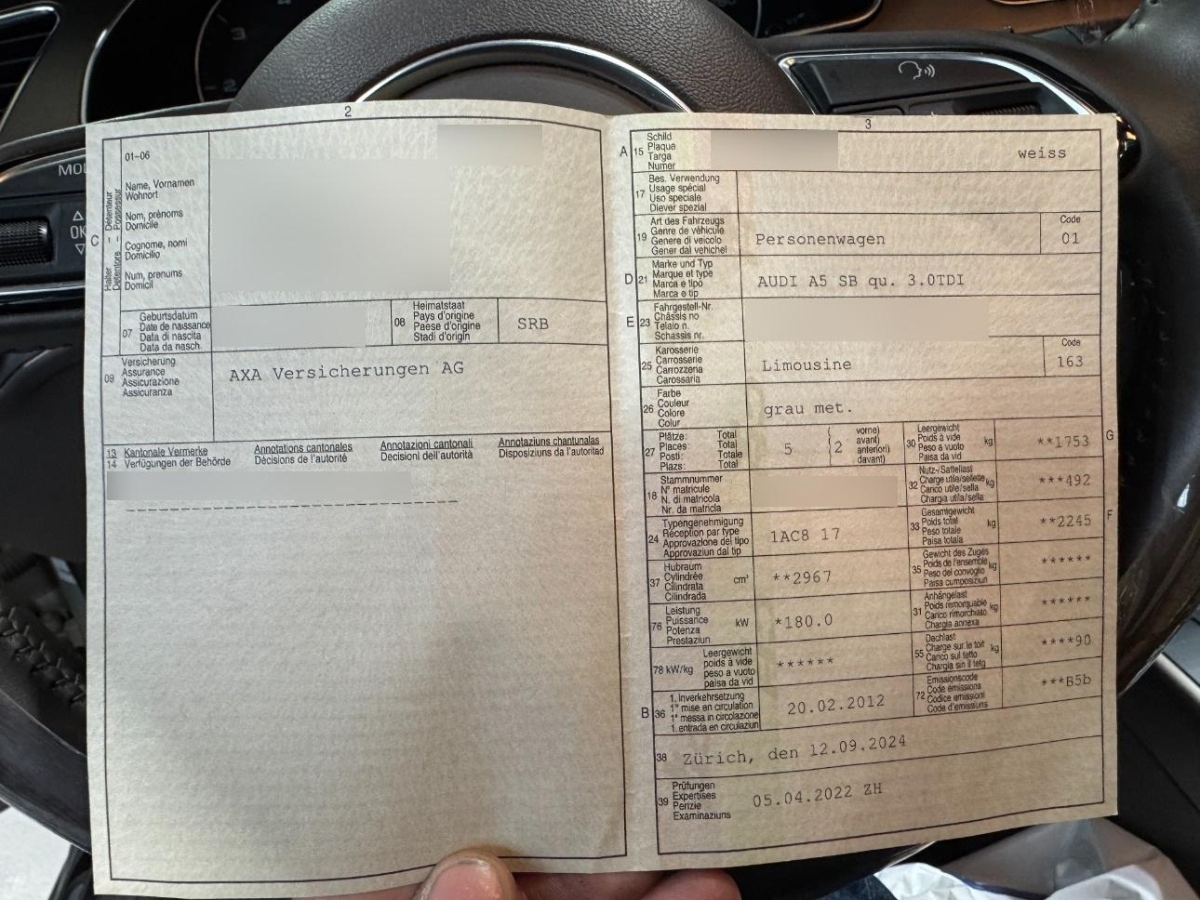 2
C
Halter – Détenteur
Detentore – Possessur
01-06
Name, Vornamen
Wohnort
Nom, prénoms
Domicile
Cognome, nomi
Domicilio
Num, prenums
Domicil
07
Geburtsdatum
Date de naissance
Data di nascita
Data da nasch.
08
Heimatstaat
Pays d'origine
Paese d'origine
Stadi d'origin
SRB
09
Versicherung
Assurance
Assicurazione
Assicuranza
AXA Versicherungen AG
13 Kantonale Vermerke Annotations cantonales Annotazioni cantonali Annotaziuns chantunalas
14 Verfügungen der Behörde Décisions de l'autorité Decisioni dell'autorità Disposiziuns da l'autoritad
3
A 15
Schild
Plaque
Targa
Numer
weiss
17
Bes. Verwendung
Usage spécial
Uso speciale
Diever spezial
19
Art des Fahrzeugs
Genre de véhicule
Genere di veicolo
Gener dal vehichel
Personenwagen
Code
01
D 21
Marke und Typ
Marque et type
Marca e tipo
Marca e tip
AUDI A5 SB qu. 3.0TDI
E 23
Fahrgestell-Nr.
Châssis no
Telaio n.
Schassis nr.
25
Karosserie
Carrosserie
Carrozzeria
Carossaria
Limousine
Code
163
26
Farbe
Couleur
Colore
Colur
grau met.
27
Plätze: Total
Places: Total
Posti: Totale
Plazs: Total
5
2
vorne)
avant)
anteriori)
davant)
30
Leergewicht
Poids à vide
Peso a vuoto
Paisa da vid
kg
**1753
G
18
Stammnummer
N° matricule
N. di matricola
Nr. da matricla
32
Nutz-/Sattellast
Charge utile/sellette
Carico utile/sella
Chargia utila/sella
kg
***492
24
Typengenehmigung
Réception par type
Approvazione del tipo
Approvaziun dal tip
1AC8 17
33
Gesamtgewicht
Poids total
Peso totale
Paisa totala
kg
**2245
F
37
Hubraum
Cylindrée
Cilindrata
Cilindrada
cm³
**2967
35
Gewicht des Zuges
Poids de l'ensemble
Peso del convoglio
Paisa cumposiziun
kg
******
76
Leistung
Puissance
Potenza
Prestaziun
kW
*180.0
31
Anhängelast
Poids remorquable
Carico rimorchiato
Chargia annexa
kg
******
78 kW/kg
Leergewicht
poids à vide
peso a vuoto
paisa da vid
******
55
Dachlast
Charge sur le toit
Carico sul tetto
Chargia sin il tetg
kg
****90
B 36
1. Inverkehrsetzung
1re mise en circulation
1a messa in circolazione
1. entrada en circulaziun
20.02.2012
72
Emissionscode
Code émissions
Codice emissioni
Code d'emissiuns
***B5b
38
Zürich, den 12.09.2024
39
Prüfungen
Expertises
Perizie
Examinaziuns
05.04.2022 ZH
OK